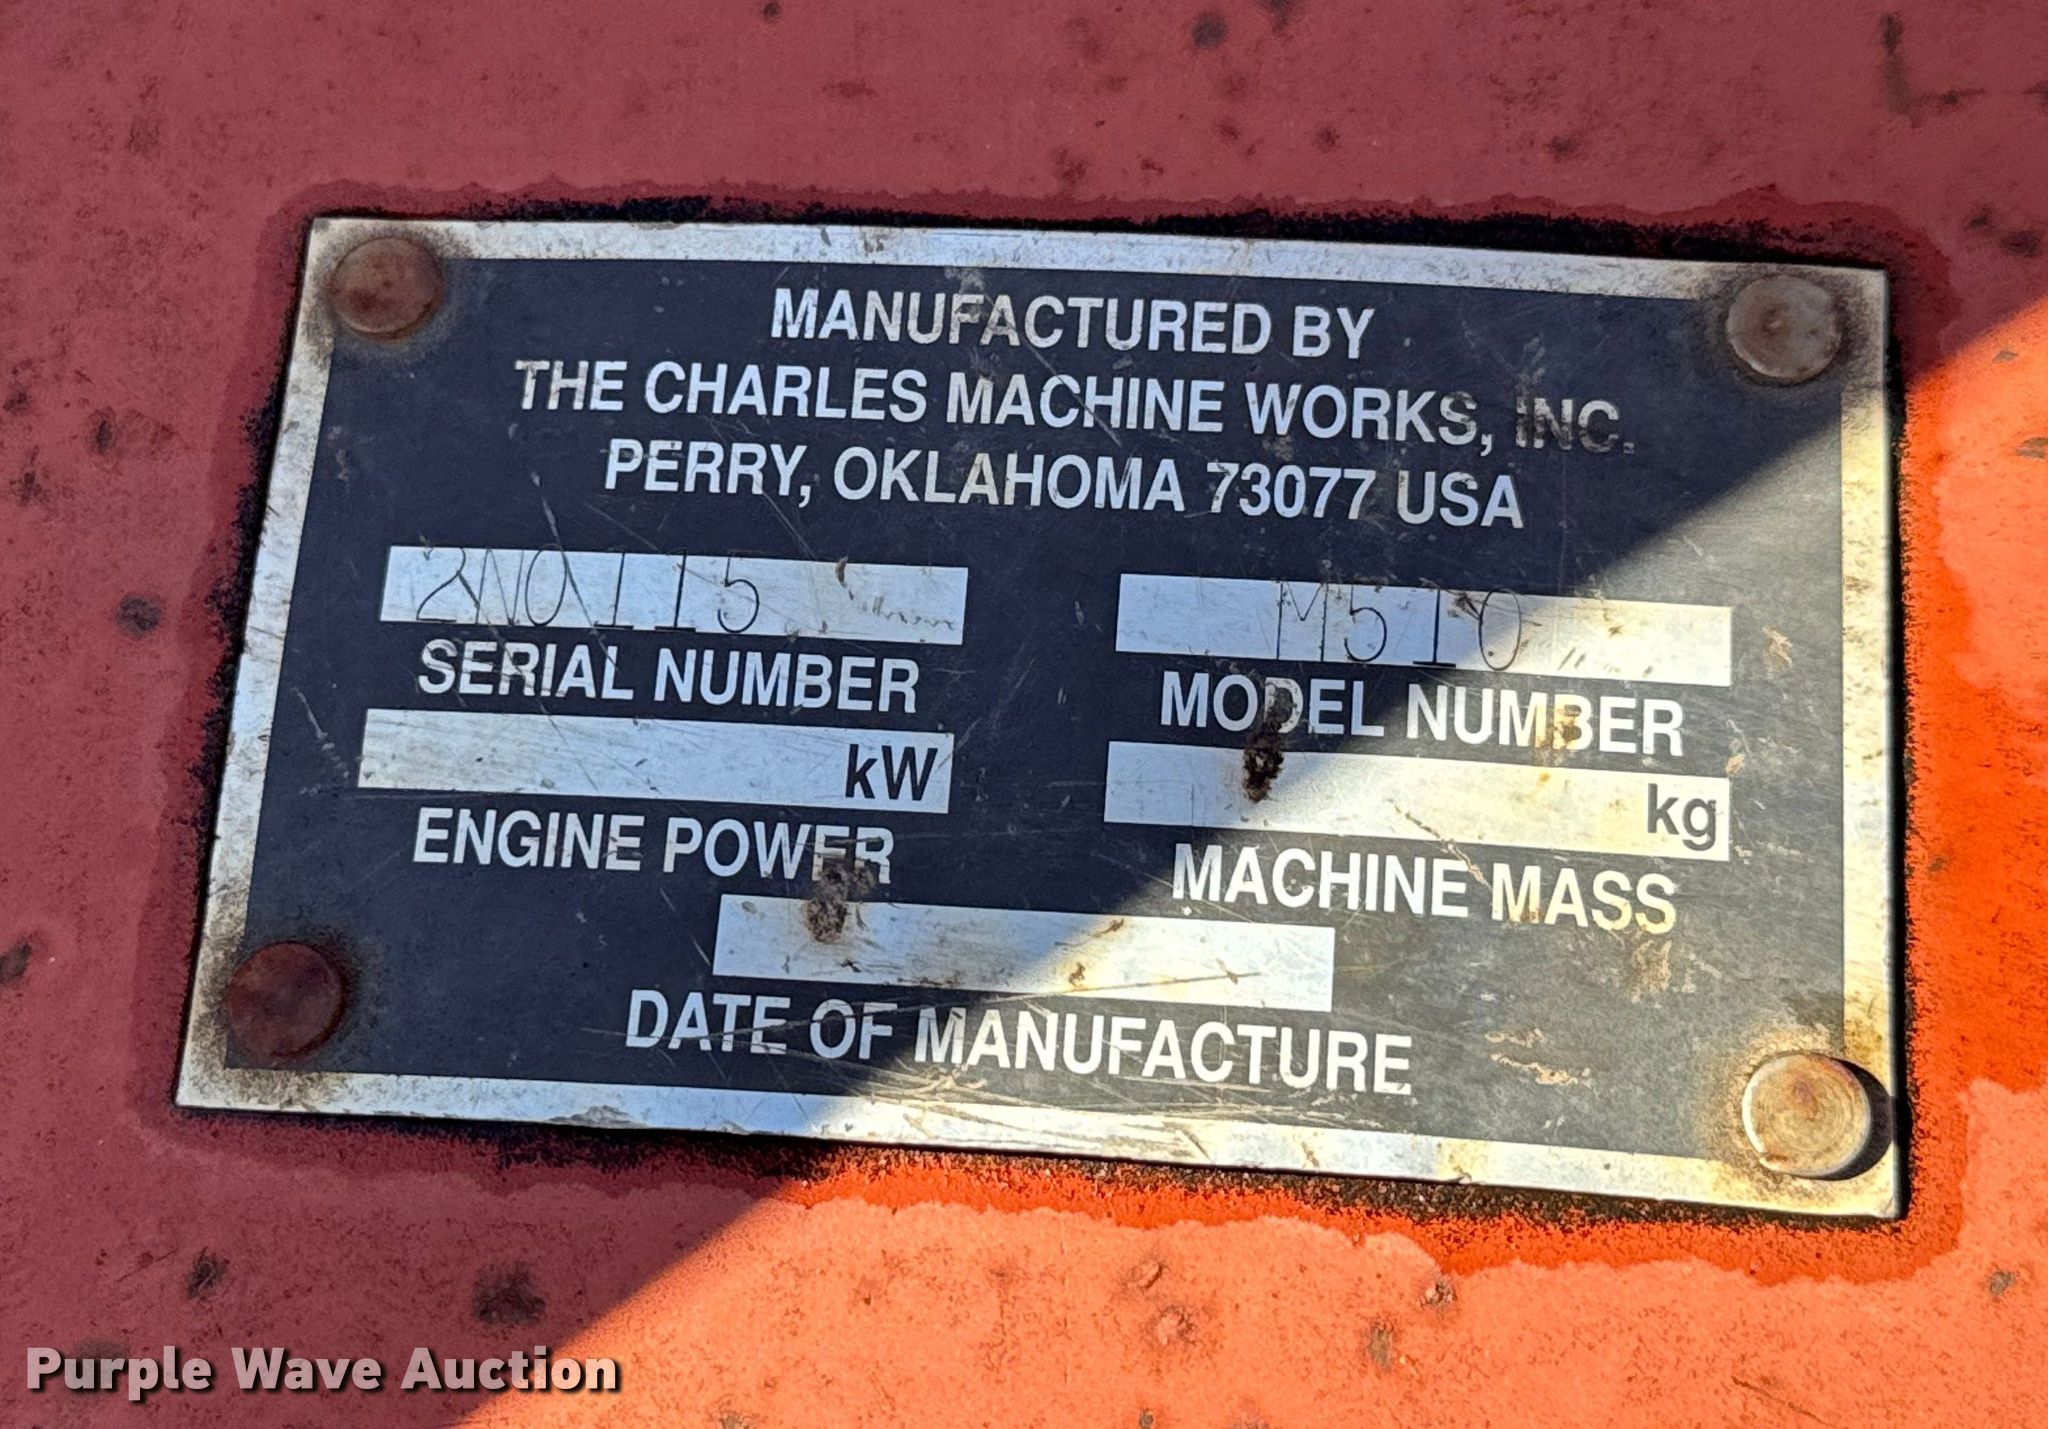 MANUFACTURED BY
THE CHARLES MACHINE WORKS, INC.
PERRY, OKLAHOMA 73077 USA
2N0115 M510
SERIAL NUMBER MODEL NUMBER
kW kg
ENGINE POWER MACHINE MASS
DATE OF MANUFACTURE
Purple Wave Auction